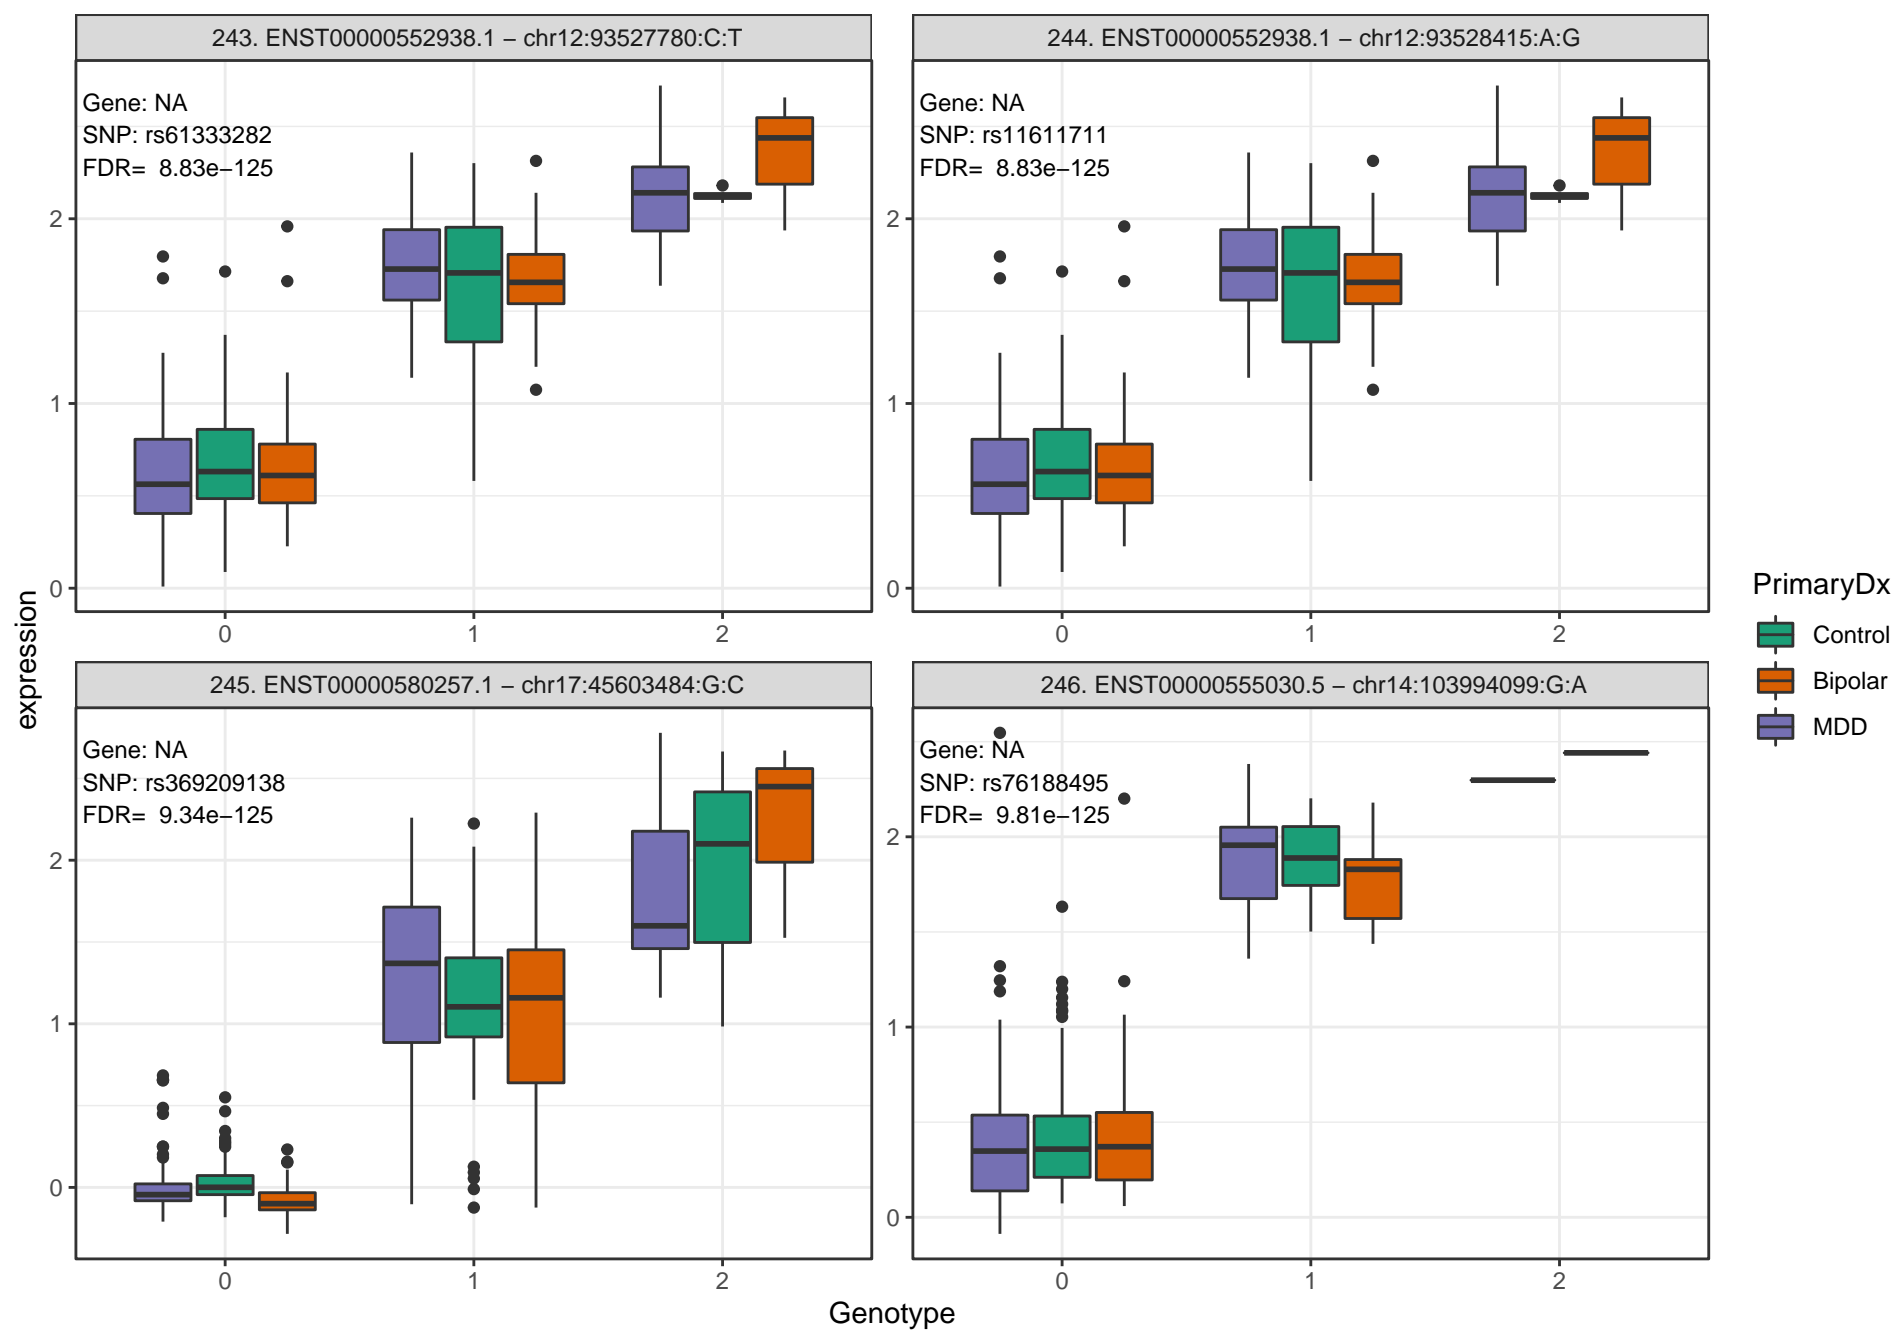 243. ENST00000552938.1 − chr12:93527780:C:T
Gene: NA
SNP: rs61333282
FDR= 8.83e−125
2
1
0
0 1 2
244. ENST00000552938.1 − chr12:93528415:A:G
Gene: NA
SNP: rs11611711
FDR= 8.83e−125
2
1
0
0 1 2
245. ENST00000580257.1 − chr17:45603484:G:C
Gene: NA
SNP: rs369209138
FDR= 9.34e−125
2
1
0
0 1 2
246. ENST00000555030.5 − chr14:103994099:G:A
Gene: NA
SNP: rs76188495
FDR= 9.81e−125
2
1
0
0 1 2
expression
Genotype
PrimaryDx
Control
Bipolar
MDD